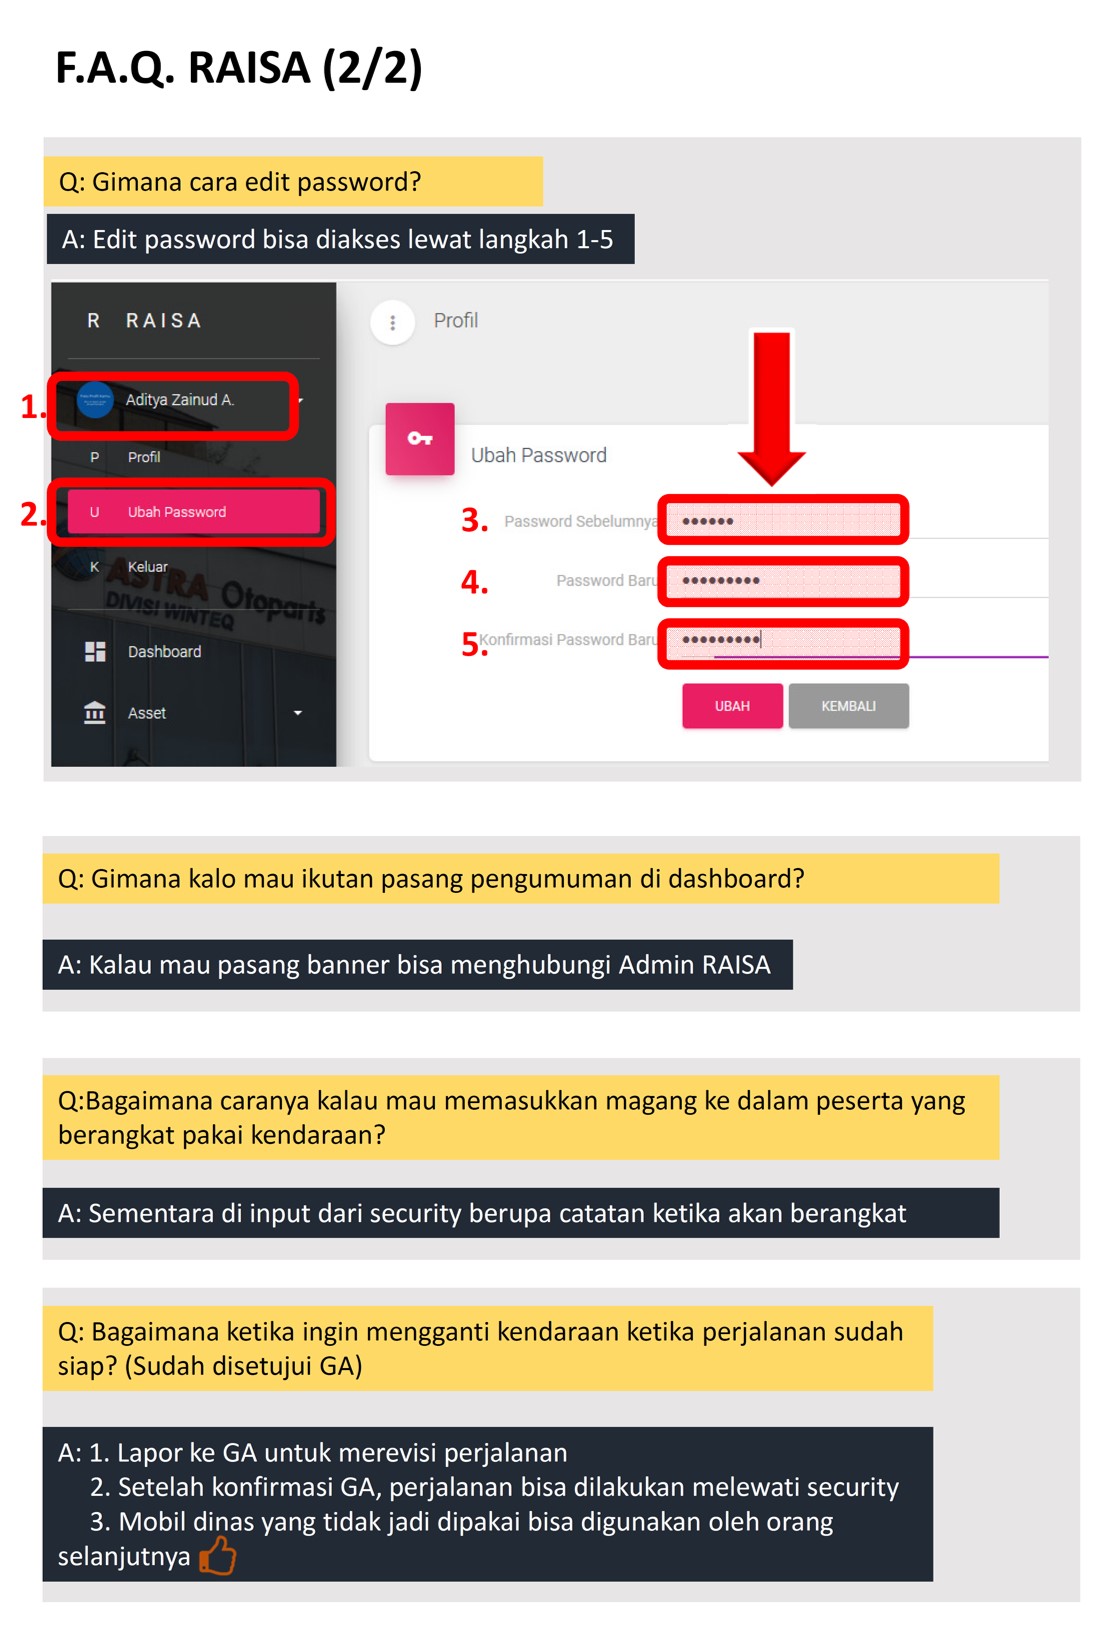 F.A.Q. RAISA (2/2)
Q: Gimana cara edit password?
A: Edit password bisa diakses lewat langkah 1-5
R RAISA
Profil
1. Aditya Zainud A.
P Profil
Ubah Password
2. U Ubah Password
3. Password Sebelumnya ••••••
K Keluar
4. Password Baru •••••••••
ASTRA Otoparts
DIVISI WINTEQ
5. Konfirmasi Password Baru •••••••••
Dashboard
Asset
UBAH KEMBALI
Q: Gimana kalo mau ikutan pasang pengumuman di dashboard?
A: Kalau mau pasang banner bisa menghubungi Admin RAISA
Q:Bagaimana caranya kalau mau memasukkan magang ke dalam peserta yang
berangkat pakai kendaraan?
A: Sementara di input dari security berupa catatan ketika akan berangkat
Q: Bagaimana ketika ingin mengganti kendaraan ketika perjalanan sudah
siap? (Sudah disetujui GA)
A: 1. Lapor ke GA untuk merevisi perjalanan
2. Setelah konfirmasi GA, perjalanan bisa dilakukan melewati security
3. Mobil dinas yang tidak jadi dipakai bisa digunakan oleh orang
selanjutnya